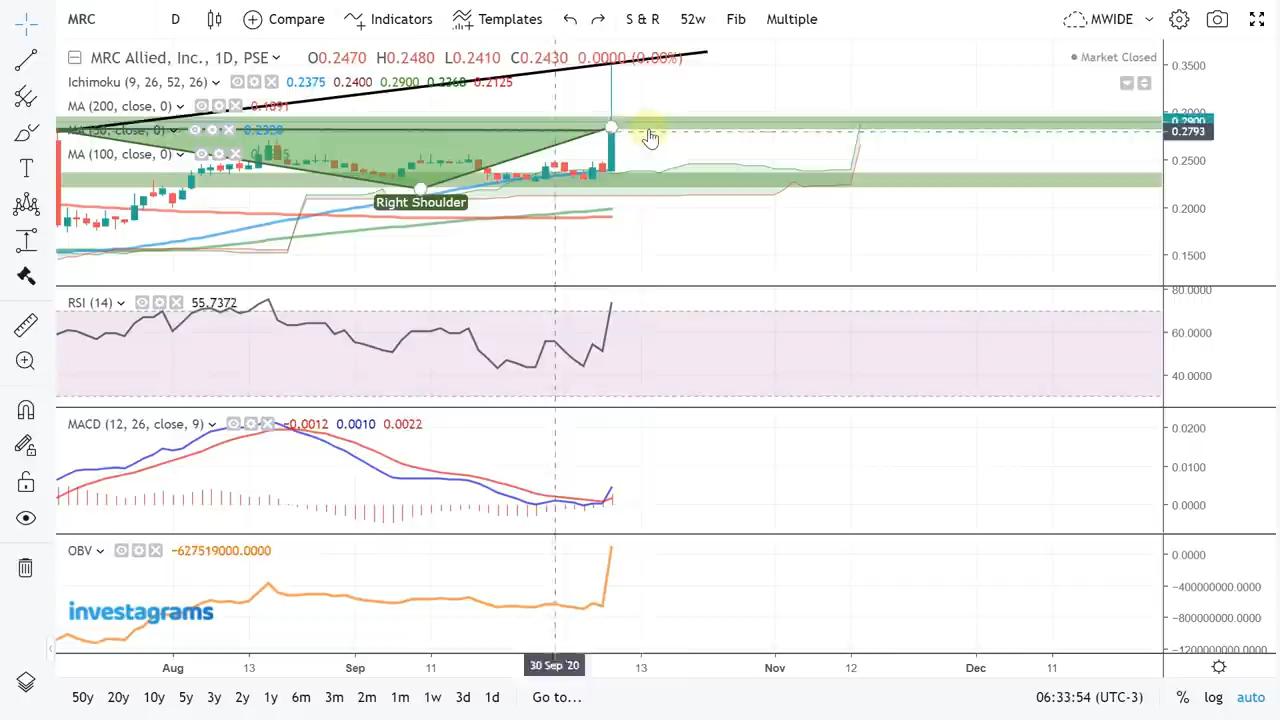 MRC D Compare Indicators Templates S & R 52w Fib Multiple MWIDE
MRC Allied, Inc., 1D, PSE O0.2470 H0.2480 L0.2410 C0.2430 0.0000 (0.00%) Market Closed
Ichimoku (9, 26, 52, 26) 0.2375 0.2400 0.2900 0.2360 0.2125
MA (200, close, 0) 0.1891
MA (50, close, 0)
MA (100, close, 0)
Right Shoulder
0.3500
0.2900
0.2793
0.2500
0.2000
0.1500
RSI (14) 55.7372
80.0000
60.0000
40.0000
MACD (12, 26, close, 9) -0.0012 0.0010 0.0022
0.0200
0.0100
0.0000
OBV −627519000.0000
0.0000
−400000000.0000
−800000000.0000
−1200000000.0000
investagrams
Aug 13 Sep 11 30 Sep '20 13 Nov 12 Dec 11
50y 20y 10y 5y 3y 2y 1y 6m 3m 2m 1m 1w 3d 1d Go to... 06:33:54 (UTC-3) % log auto